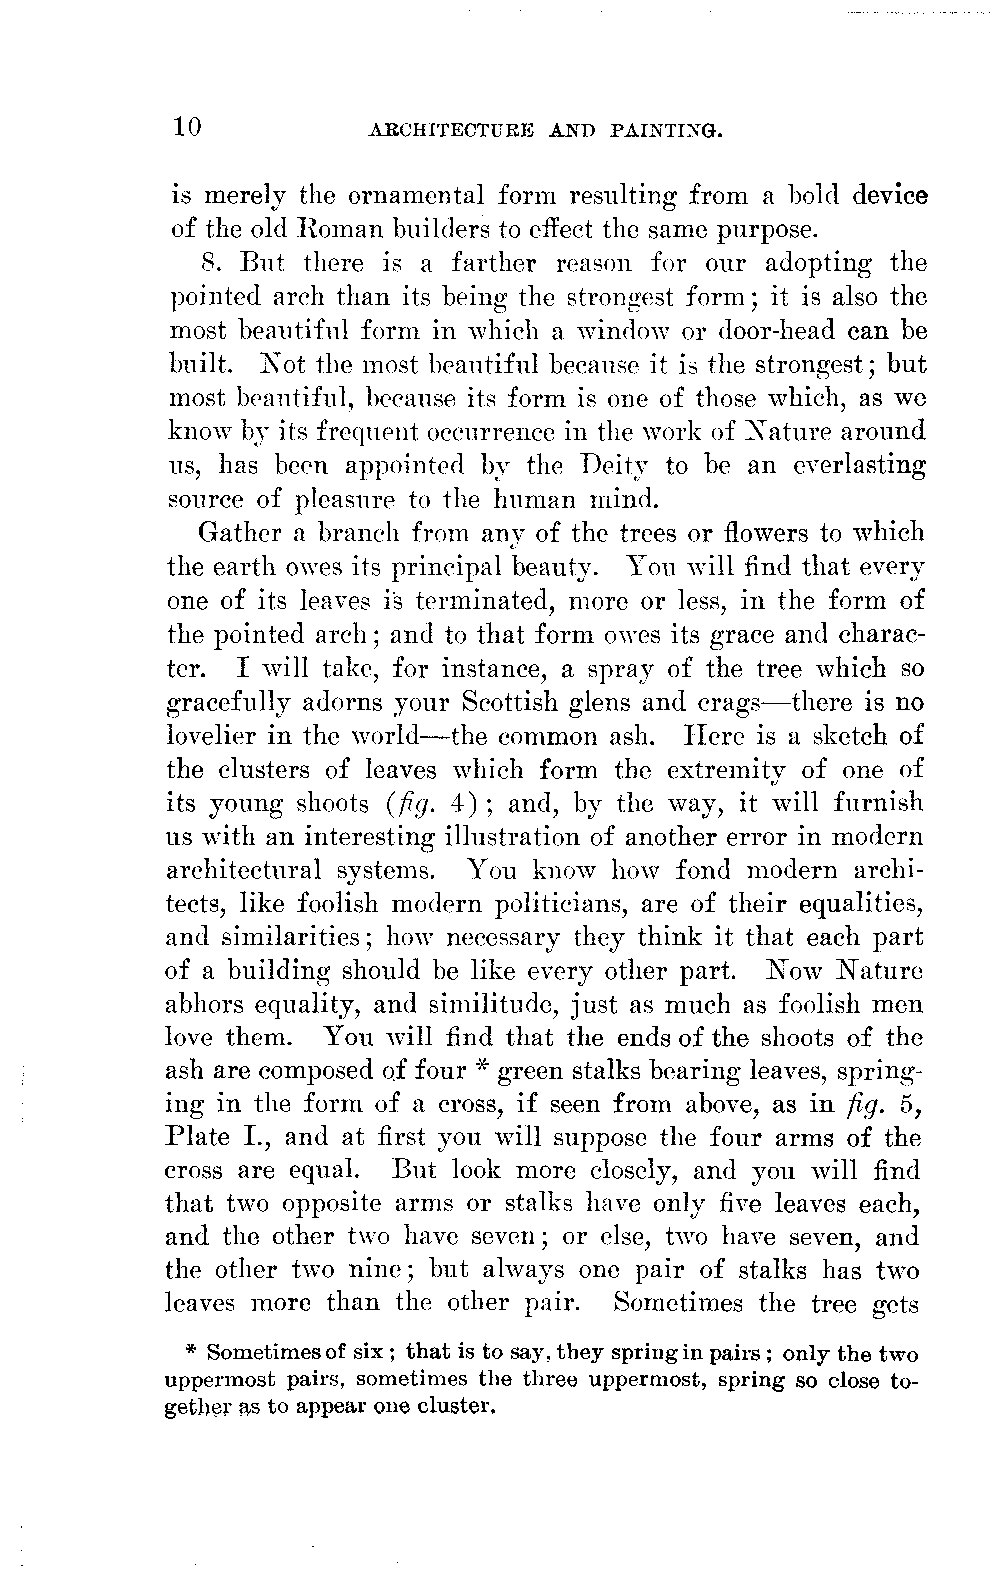 10 ARCHITECTURE AND PAINTING.
is merely the ornamental form resulting from a bold device
of the old Roman builders to effect the same purpose.
8. But there is a farther reason for our adopting the
pointed arch than its being the strongest form; it is also the
most beautiful form in which a window or door-head can be
built. Not the most beautiful because it is the strongest; but
most beautiful, because its form is one of those which, as we
know by its frequent occurrence in the work of Nature around
us, has been appointed by the Deity to be an everlasting
source of pleasure to the human mind.
Gather a branch from any of the trees or flowers to which
the earth owes its principal beauty. You will find that every
one of its leaves is terminated, more or less, in the form of
the pointed arch; and to that form owes its grace and charac-
ter. I will take, for instance, a spray of the tree which so
gracefully adorns your Scottish glens and crags—there is no
lovelier in the world—the common ash. Here is a sketch of
the clusters of leaves which form the extremity of one of
its young shoots (fig. 4); and, by the way, it will furnish
us with an interesting illustration of another error in modern
architectural systems. You know how fond modern archi-
tects, like foolish modern politicians, are of their equalities,
and similarities; how necessary they think it that each part
of a building should be like every other part. Now Nature
abhors equality, and similitude, just as much as foolish men
love them. You will find that the ends of the shoots of the
ash are composed of four * green stalks bearing leaves, spring-
ing in the form of a cross, if seen from above, as in fig. 5,
Plate I., and at first you will suppose the four arms of the
cross are equal. But look more closely, and you will find
that two opposite arms or stalks have only five leaves each,
and the other two have seven; or else, two have seven, and
the other two nine; but always one pair of stalks has two
leaves more than the other pair. Sometimes the tree gets
* Sometimes of six; that is to say, they spring in pairs; only the two
uppermost pairs, sometimes the three uppermost, spring so close to-
gether as to appear one cluster.